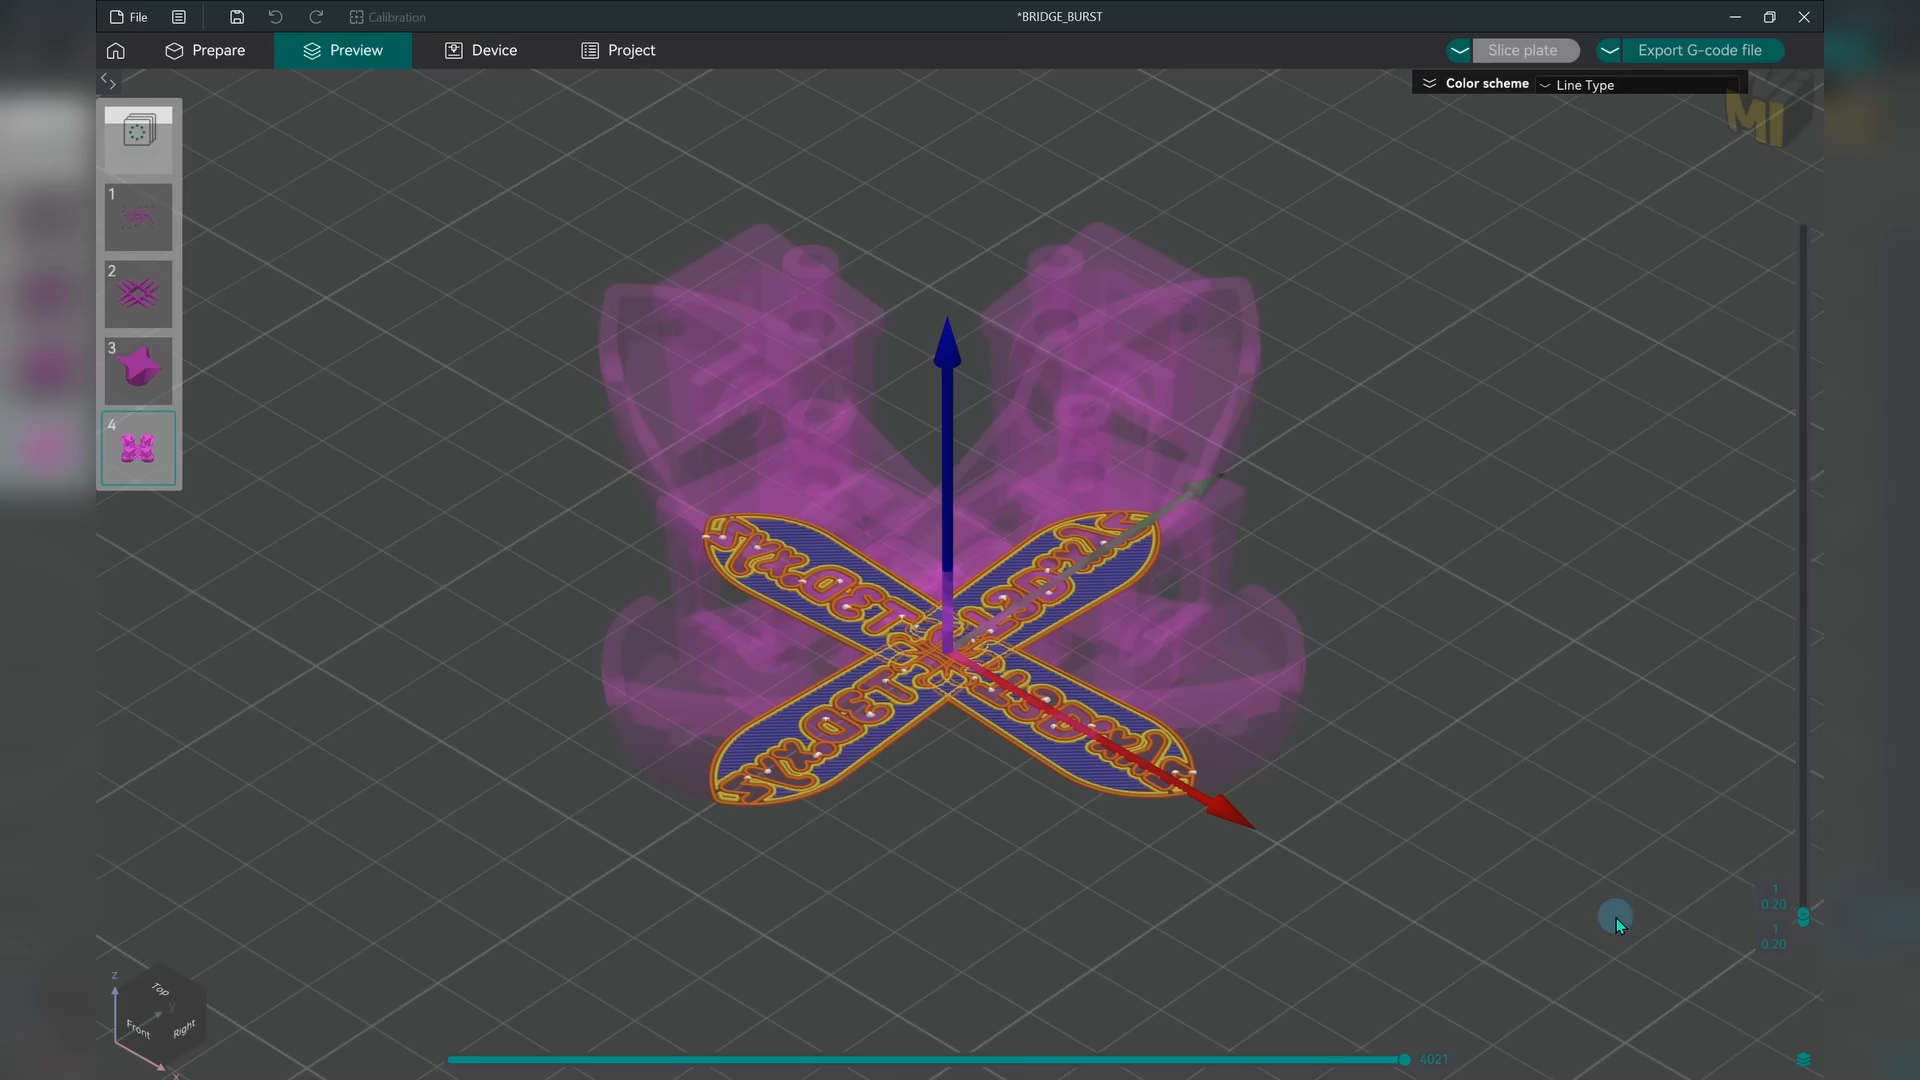 File
Calibration
*BRIDGE_BURST
Prepare
Preview
Device
Project
Slice plate
Export G-code file
Color scheme
Line Type
MI
1
2
3
4
1
0.20
1
0.20
4021
z
Top
y
Front
Right
x